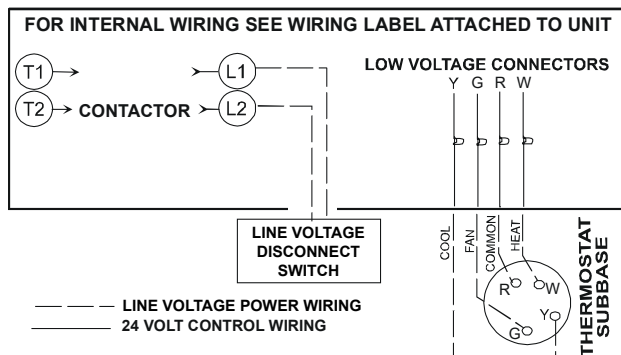 FOR INTERNAL WIRING SEE WIRING LABEL ATTACHED TO UNIT
T1 L1
T2 CONTACTOR L2
LOW VOLTAGE CONNECTORS
Y G R W
LINE VOLTAGE
DISCONNECT
SWITCH
COOL
FAN
COMMON
HEAT
R W
Y
G
THERMOSTAT
SUBBASE
LINE VOLTAGE POWER WIRING
24 VOLT CONTROL WIRING